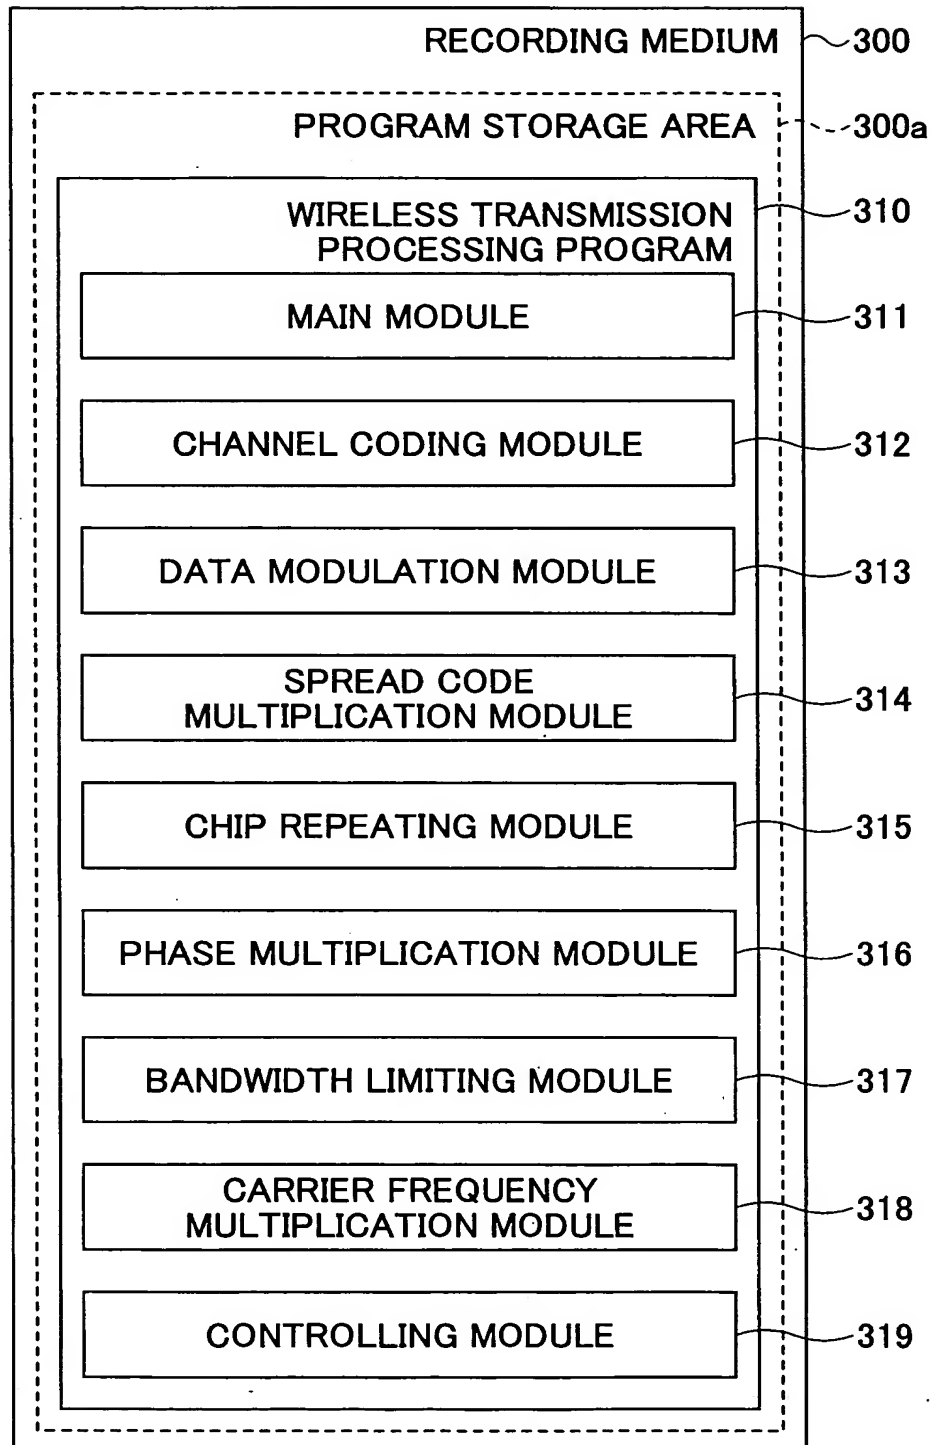 RECORDING MEDIUM 300
PROGRAM STORAGE AREA 300a
WIRELESS TRANSMISSION 310
PROCESSING PROGRAM
MAIN MODULE 311
CHANNEL CODING MODULE 312
DATA MODULATION MODULE 313
SPREAD CODE
MULTIPLICATION MODULE 314
CHIP REPEATING MODULE 315
PHASE MULTIPLICATION MODULE 316
BANDWIDTH LIMITING MODULE 317
CARRIER FREQUENCY
MULTIPLICATION MODULE 318
CONTROLLING MODULE 319